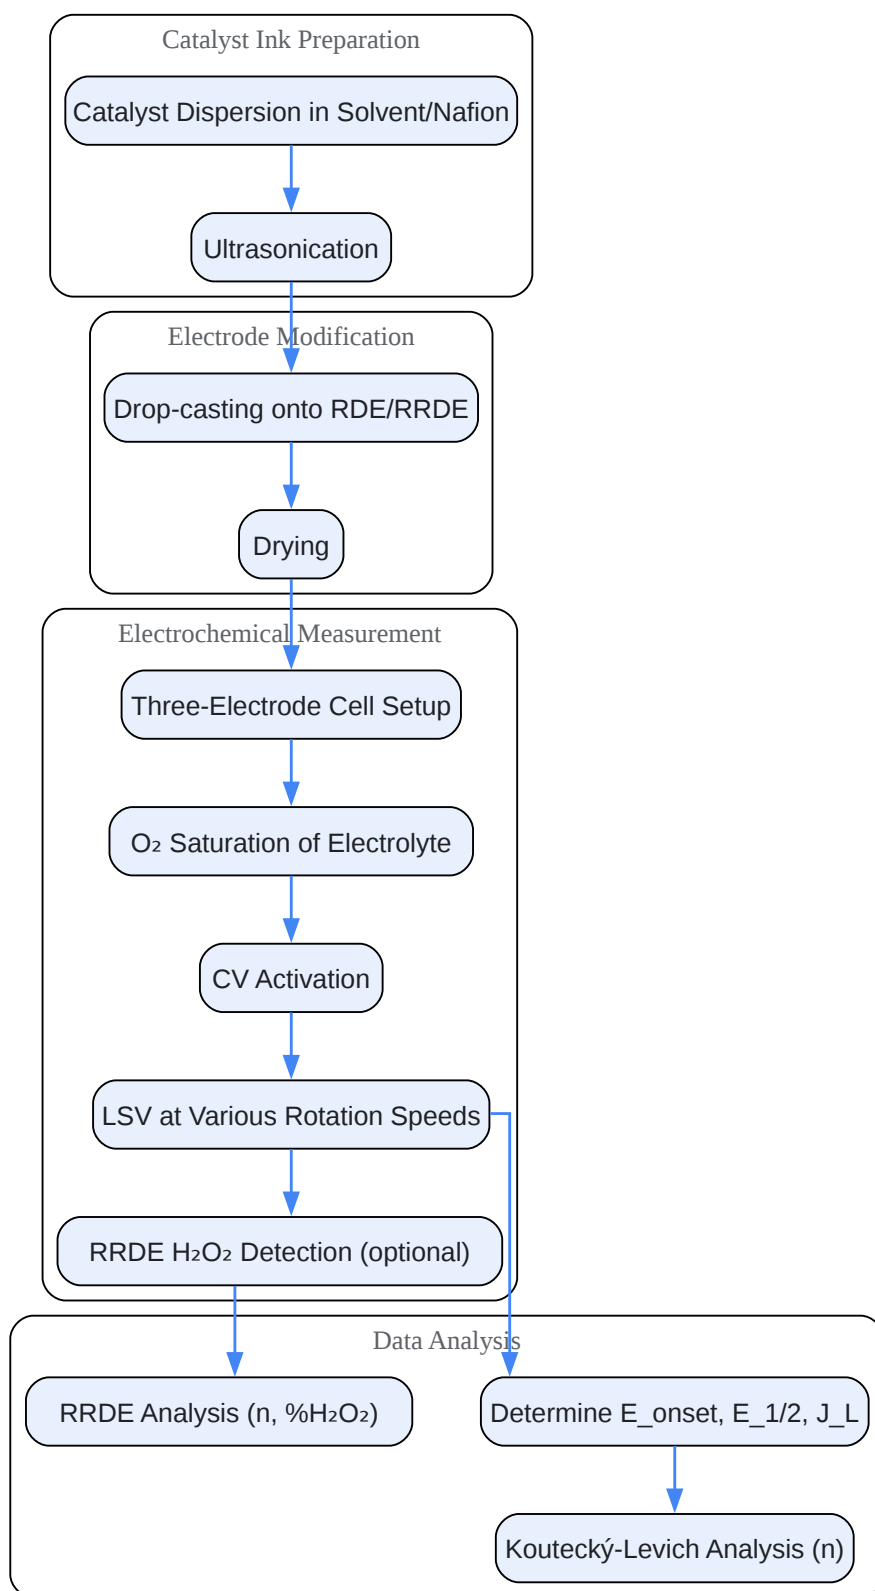 Catalyst Ink Preparation
Catalyst Dispersion in Solvent/Nafion
Ultrasonication
Electrode Modification
Drop-casting onto RDE/RRDE
Drying
Electrochemical Measurement
Three-Electrode Cell Setup
O₂ Saturation of Electrolyte
CV Activation
LSV at Various Rotation Speeds
RRDE H₂O₂ Detection (optional)
Data Analysis
RRDE Analysis (n, %H₂O₂)
Determine E_onset, E_1/2, J_L
Koutecký-Levich Analysis (n)